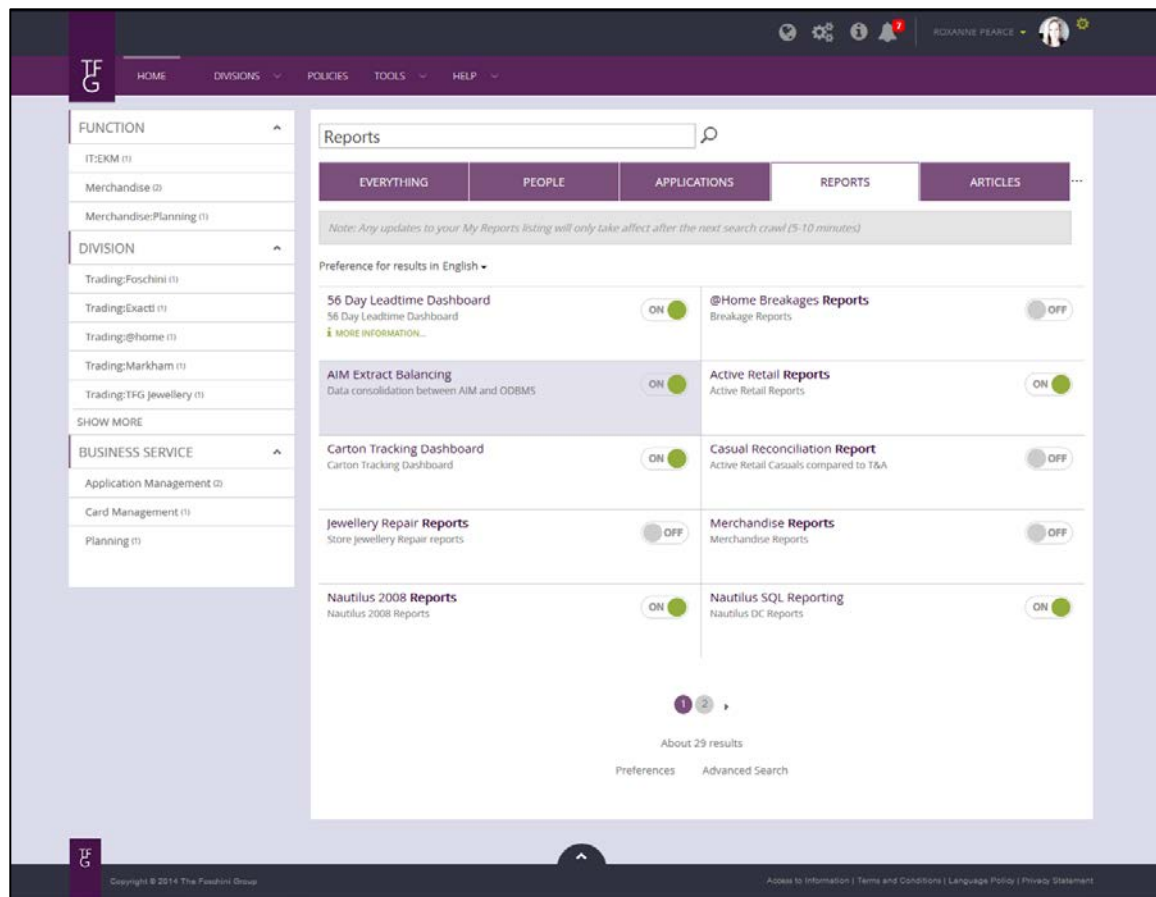 7
ROXANNE PEARCE
TFG
HOME
DIVISIONS
POLICIES
TOOLS
HELP
FUNCTION
IT:EKM (1)
Merchandise (2)
Merchandise:Planning (1)
DIVISION
Trading:Foschini (1)
Trading:Exact! (1)
Trading:@home (1)
Trading:Markham (1)
Trading:TFG Jewellery (1)
SHOW MORE
BUSINESS SERVICE
Application Management (2)
Card Management (1)
Planning (1)
Reports
EVERYTHING
PEOPLE
APPLICATIONS
REPORTS
ARTICLES
...
Note: Any updates to your My Reports listing will only take affect after the next search crawl (5-10 minutes)
Preference for results in English
56 Day Leadtime Dashboard
56 Day Leadtime Dashboard
i MORE INFORMATION...
ON
@Home Breakages Reports
Breakage Reports
OFF
AIM Extract Balancing
Data consolidation between AIM and ODBMS
ON
Active Retail Reports
Active Retail Reports
ON
Carton Tracking Dashboard
Carton Tracking Dashboard
ON
Casual Reconciliation Report
Active Retail Casuals compared to T&A
OFF
Jewellery Repair Reports
Store Jewellery Repair reports
OFF
Merchandise Reports
Merchandise Reports
OFF
Nautilus 2008 Reports
Nautilus 2008 Reports
ON
Nautilus SQL Reporting
Nautilus DC Reports
ON
1 2
About 29 results
Preferences Advanced Search
TFG
Copyright © 2014 The Foschini Group
Access to Information | Terms and Conditions | Language Policy | Privacy Statement